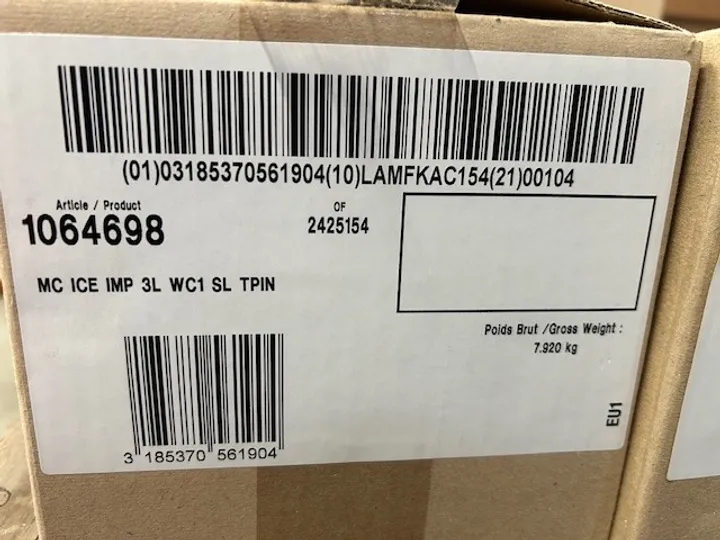 (01)03185370561904(10)LAMFKAC154(21)00104
Article / Product
1064698
OF
2425154
MC ICE IMP 3L WC1 SL TPIN
Poids Brut /Gross Weight :
7.920 kg
EU1
3 185370 561904